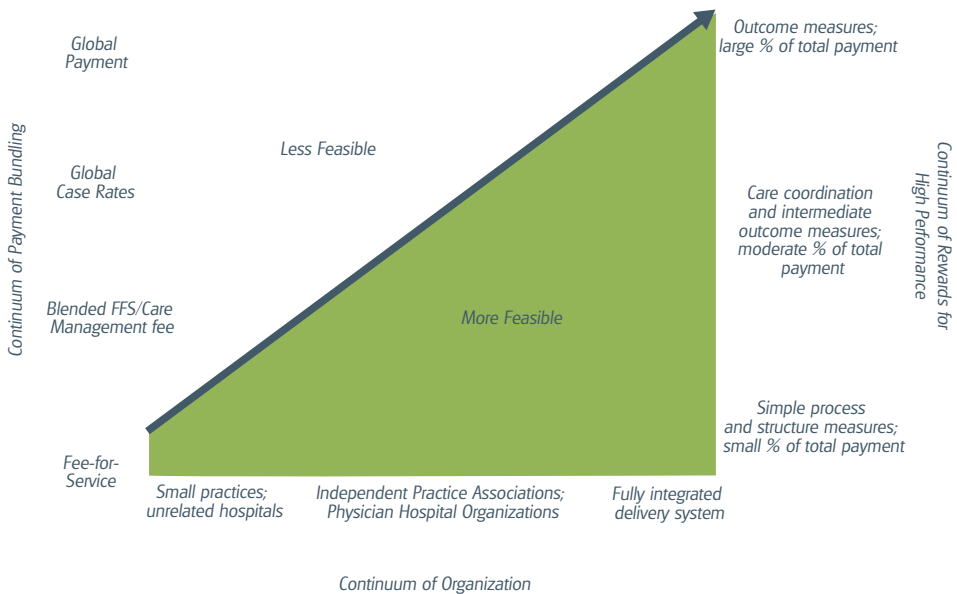 Continuum of Payment Bundling
Global
Payment
Global
Case Rates
Blended FFS/Care
Management fee
Fee-for-
Service
Less Feasible
More Feasible
Outcome measures;
large % of total payment
Care coordination
and intermediate
outcome measures;
moderate % of total
payment
Simple process
and structure measures;
small % of total payment
Continuum of Rewards for
High Performance
Small practices;
unrelated hospitals
Independent Practice Associations;
Physician Hospital Organizations
Fully integrated
delivery system
Continuum of Organization